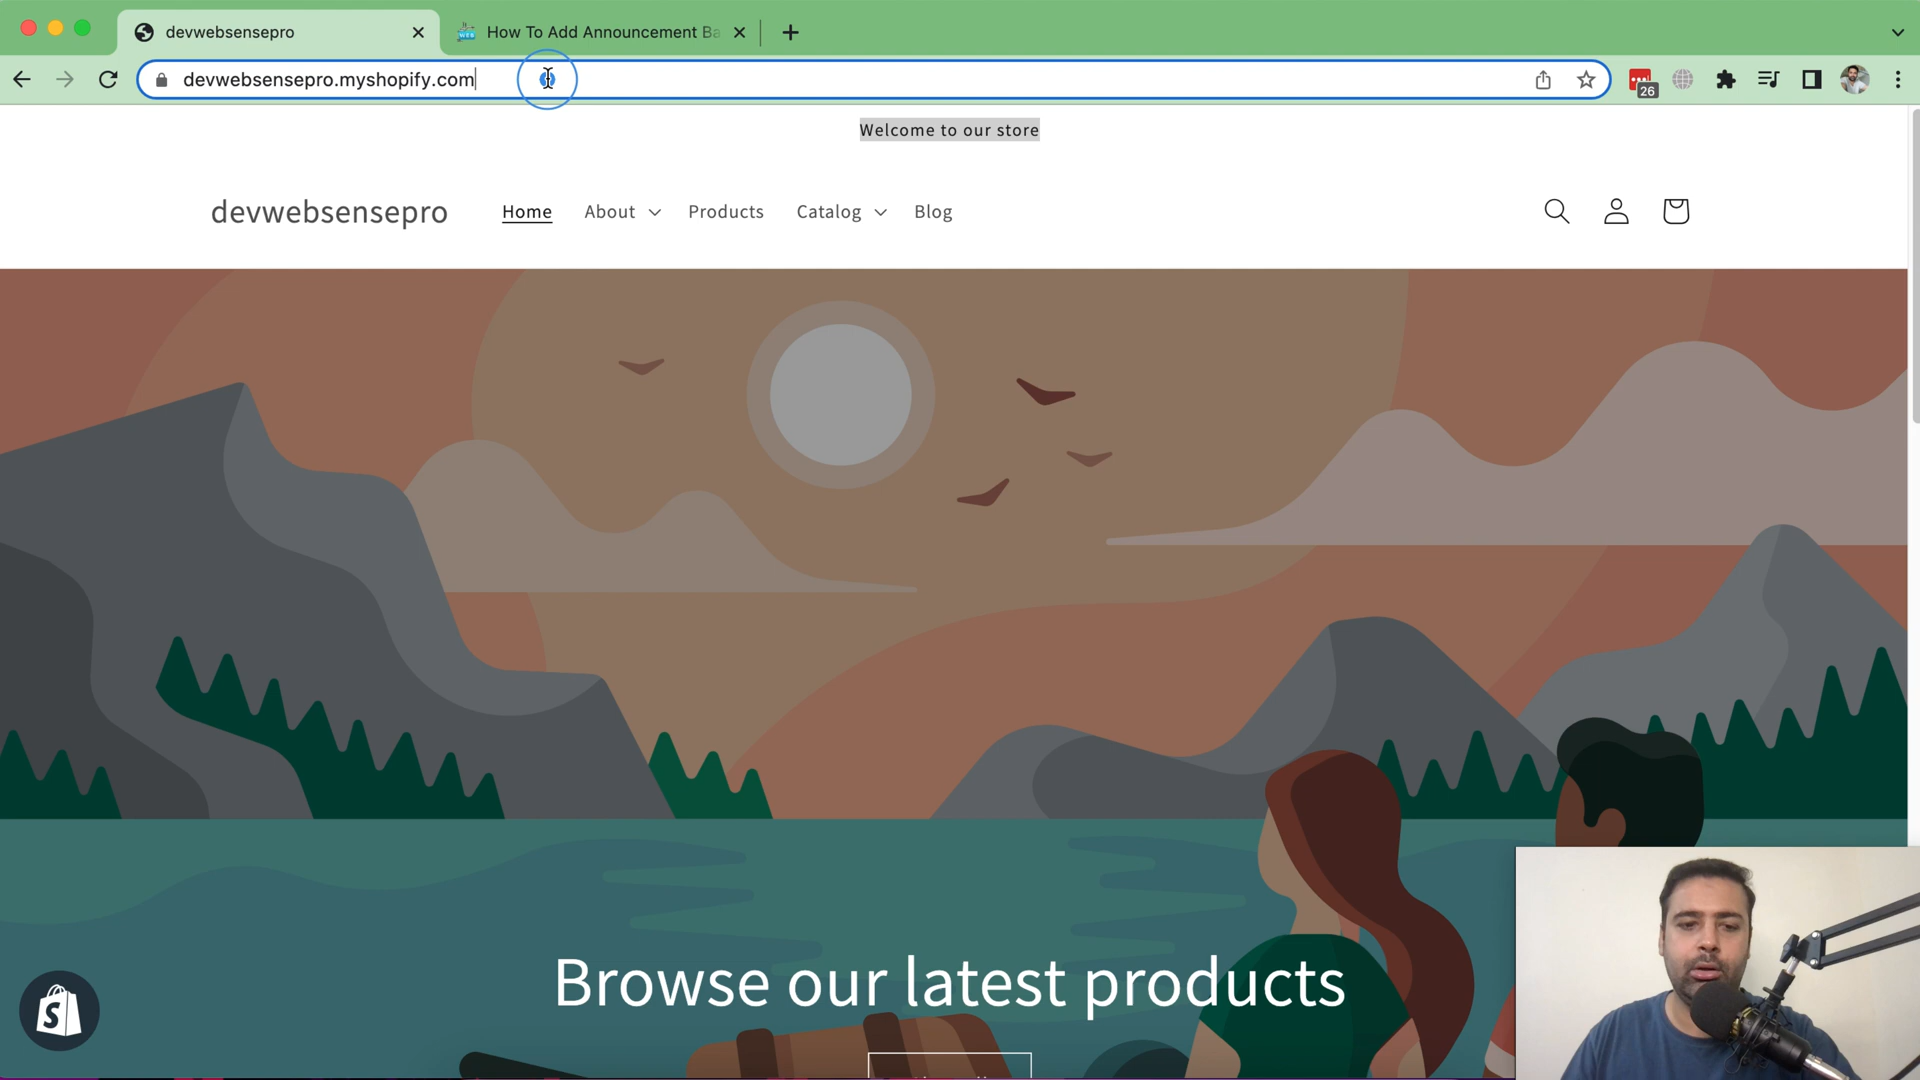 devwebsensepro
How To Add Announcement Ba
devwebsensepro.myshopify.com
26
Welcome to our store
devwebsensepro
Home
About
Products
Catalog
Blog
Browse our latest products